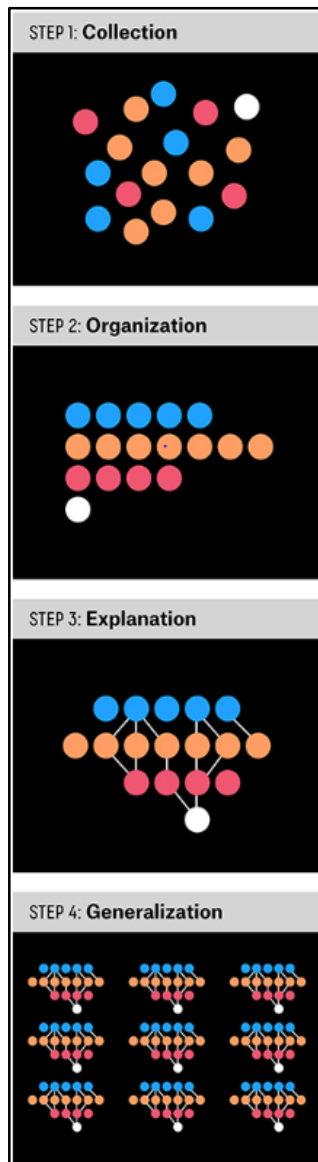 STEP 1: Collection
STEP 2: Organization
STEP 3: Explanation
STEP 4: Generalization